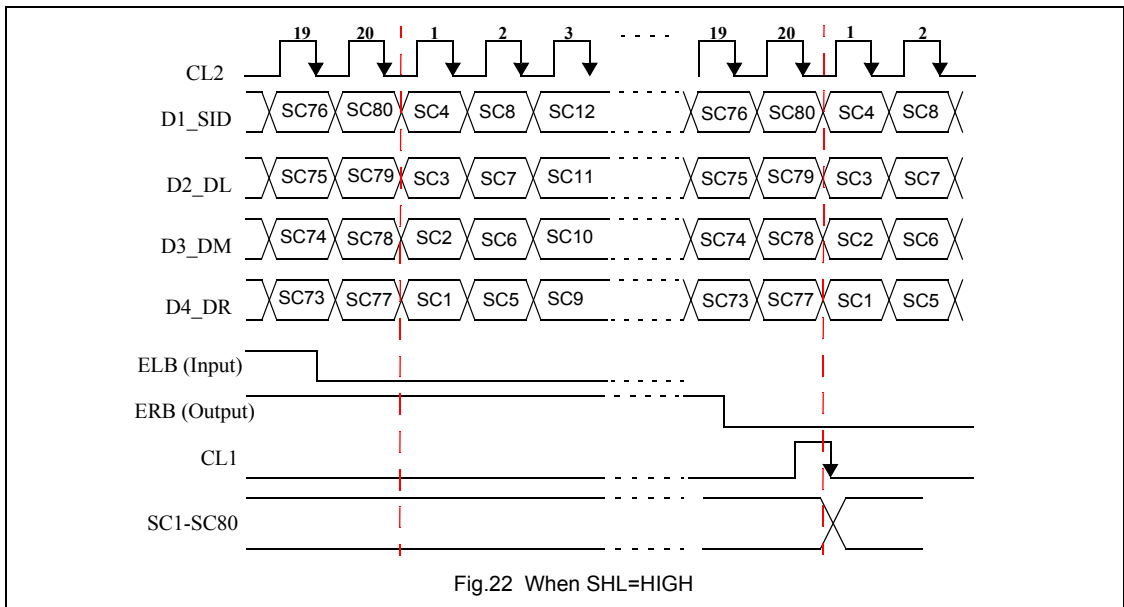 19 20 1 2 3 19 20 1 2
CL2
D1_SID SC76 SC80 SC4 SC8 SC12 SC76 SC80 SC4 SC8
D2_DL SC75 SC79 SC3 SC7 SC11 SC75 SC79 SC3 SC7
D3_DM SC74 SC78 SC2 SC6 SC10 SC74 SC78 SC2 SC6
D4_DR SC73 SC77 SC1 SC5 SC9 SC73 SC77 SC1 SC5
ELB (Input)
ERB (Output)
CL1
SC1-SC80
Fig.22 When SHL=HIGH